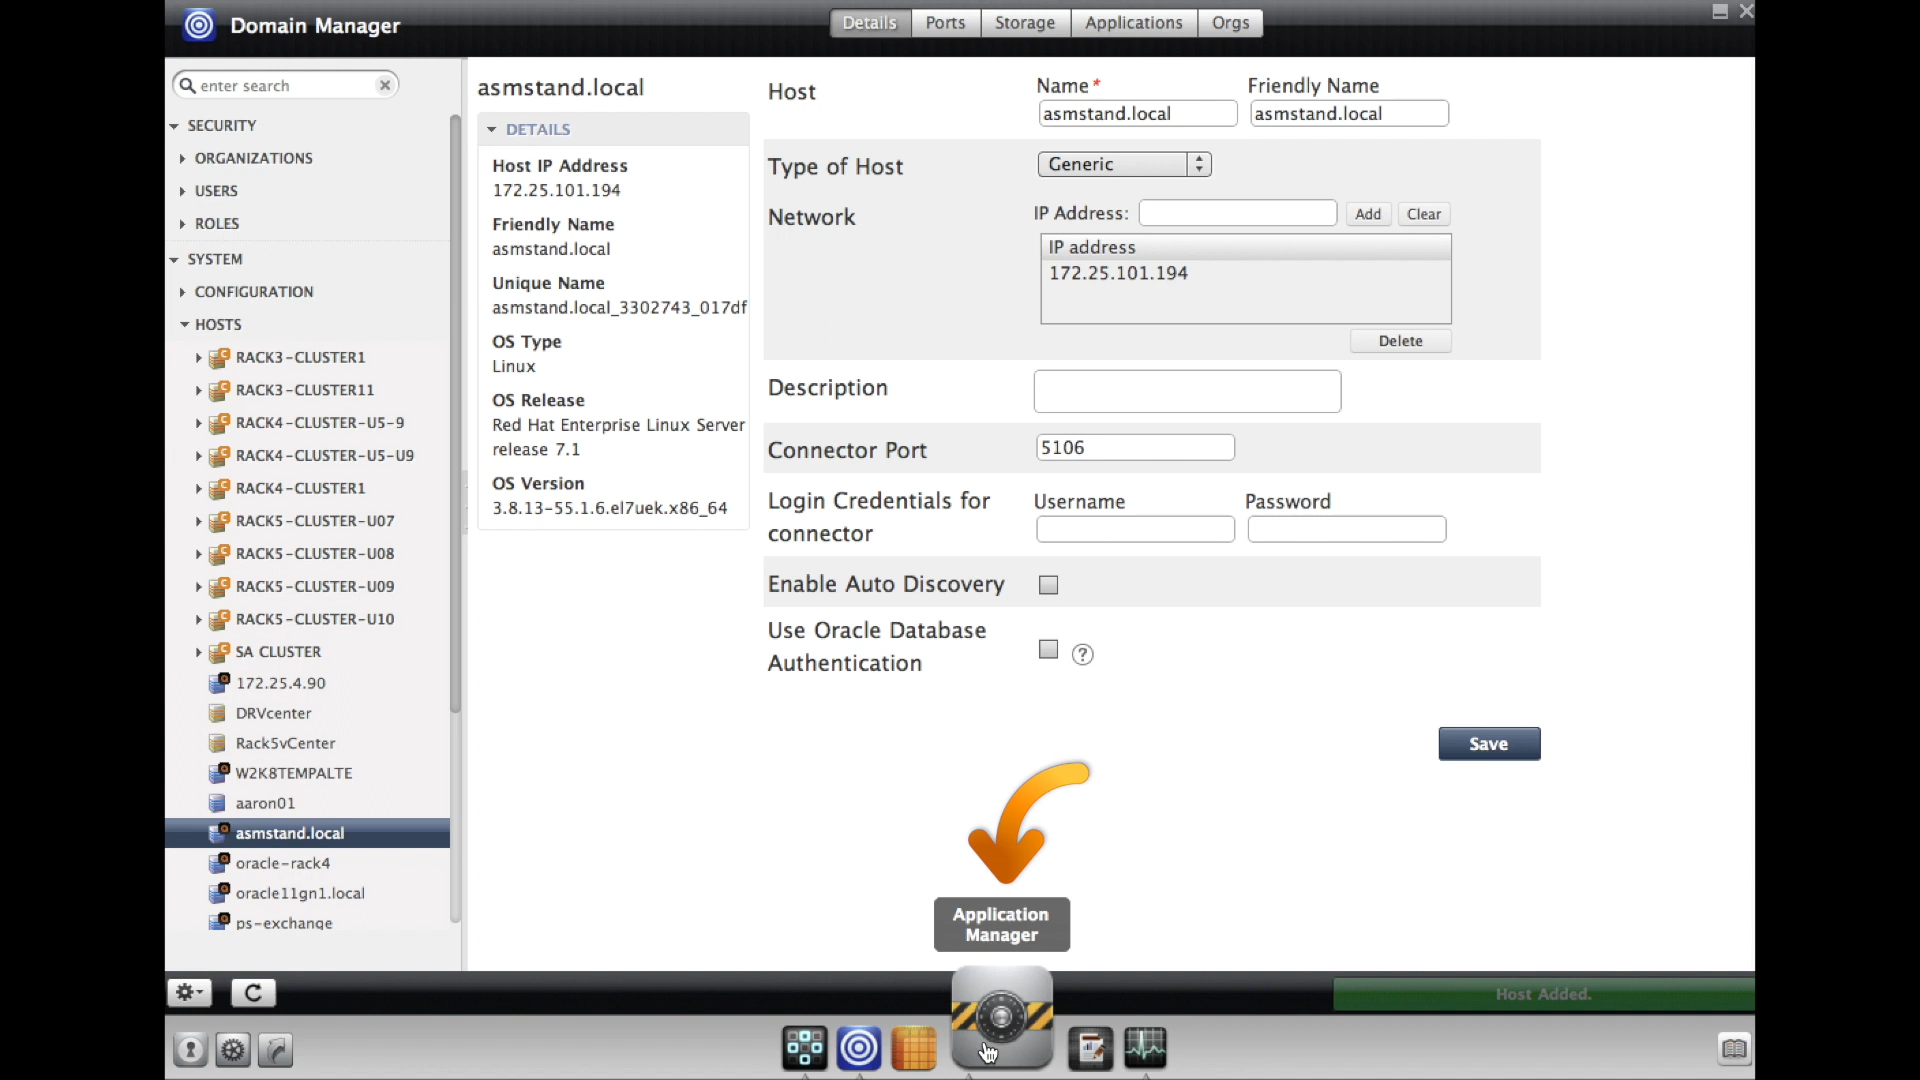 Domain Manager
Details
Ports
Storage
Applications
Orgs
enter search
SECURITY
ORGANIZATIONS
USERS
ROLES
SYSTEM
CONFIGURATION
HOSTS
RACK3-CLUSTER1
RACK3-CLUSTER11
RACK4-CLUSTER-U5-9
RACK4-CLUSTER-U5-U9
RACK4-CLUSTER1
RACK5-CLUSTER-U07
RACK5-CLUSTER-U08
RACK5-CLUSTER-U09
RACK5-CLUSTER-U10
SA CLUSTER
172.25.4.90
DRVcenter
Rack5vCenter
W2K8TEMPALTE
aaron01
asmstand.local
oracle-rack4
oracle11gn1.local
ps-exchange
asmstand.local
DETAILS
Host IP Address
172.25.101.194
Friendly Name
asmstand.local
Unique Name
asmstand.local_3302743_017df
OS Type
Linux
OS Release
Red Hat Enterprise Linux Server
release 7.1
OS Version
3.8.13-55.1.6.el7uek.x86_64
Host
Name*
Friendly Name
asmstand.local
asmstand.local
Type of Host
Generic
Network
IP Address:
Add
Clear
IP address
172.25.101.194
Delete
Description
Connector Port
5106
Login Credentials for
connector
Username
Password
Enable Auto Discovery
Use Oracle Database
Authentication
?
Save
Application
Manager
Host Added.